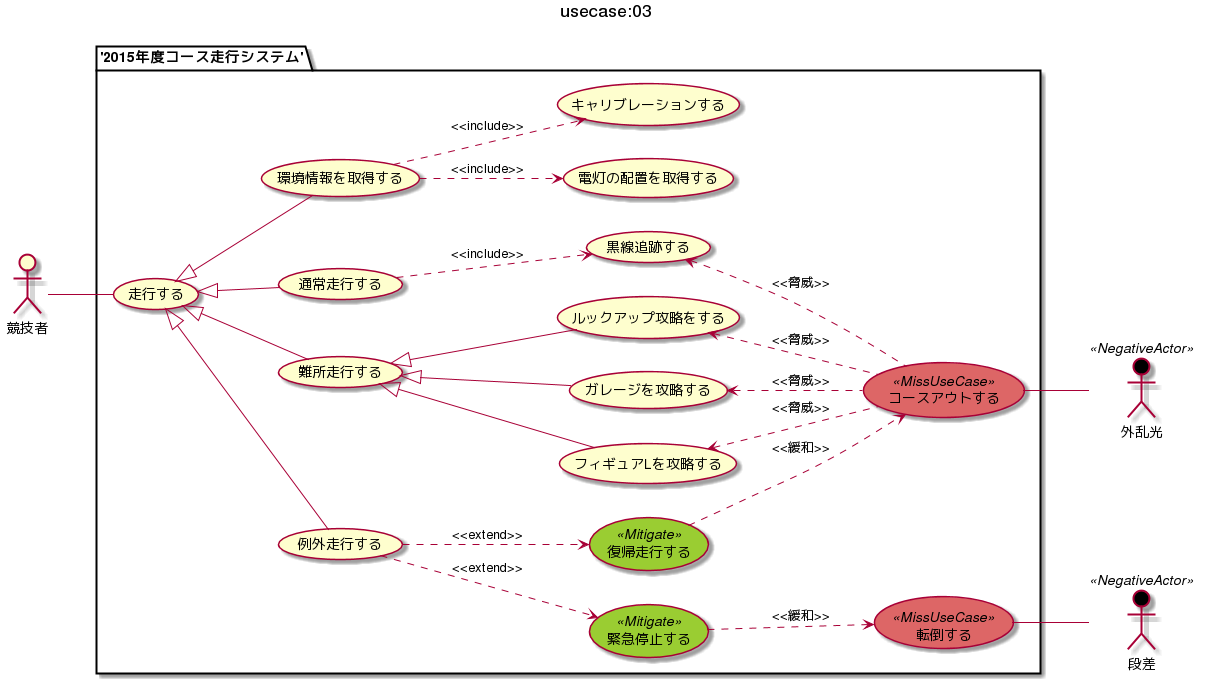 usecase:03
'2015年度コース走行システム'
キャリブレーションする
<<include>>
環境情報を取得する
<<include>>
電灯の配置を取得する
黒線追跡する
<<include>>
通常走行する
<<脅威>>
走行する
競技者
ルックアップ攻略をする
<<脅威>>
«NegativeActor»
外乱光
難所走行する
ガレージを攻略する
<<脅威>>
«MissUseCase»
コースアウトする
<<脅威>>
<<緩和>>
フィギュアLを攻略する
例外走行する
<<extend>>
«Mitigate»
復帰走行する
<<extend>>
«Mitigate»
緊急停止する
<<緩和>>
«MissUseCase»
転倒する
«NegativeActor»
段差